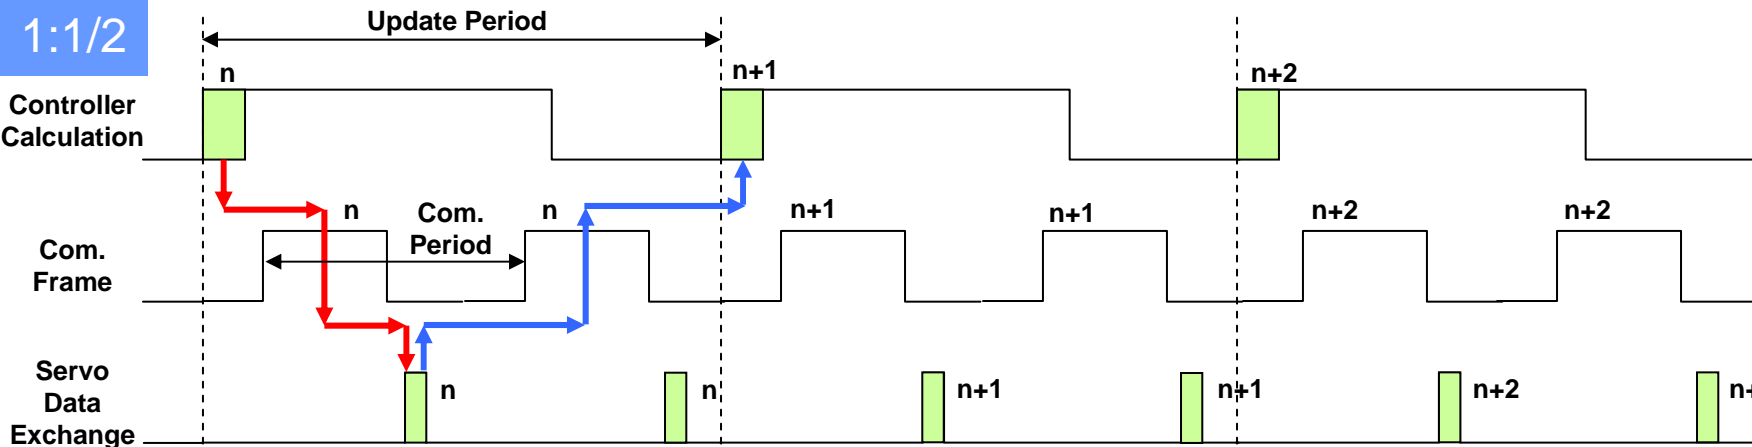 1:1/2
Update Period
n
n+1
n+2
Controller
Calculation
n
Com.
Period
n
n+1
n+1
n+2
n+2
Com.
Frame
Servo
Data
Exchange
n
n
n+1
n+1
n+2